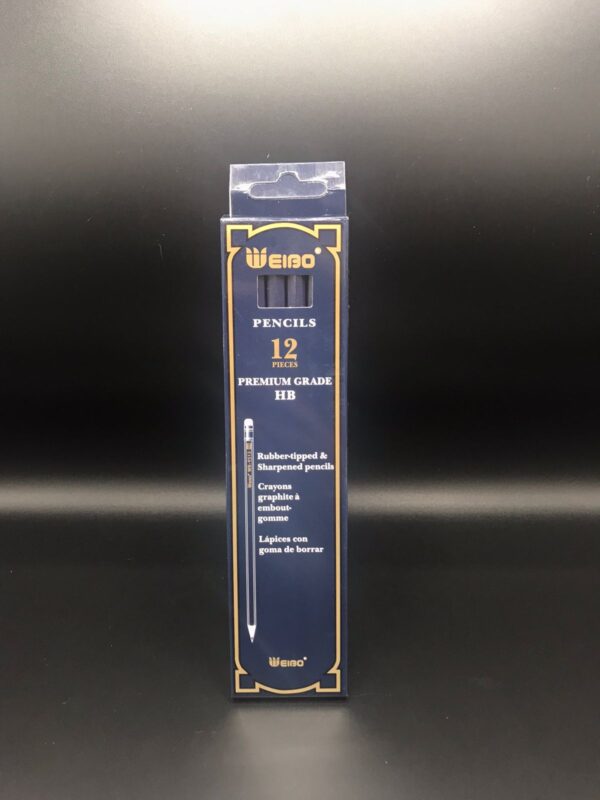 WEIBO
PENCILS
12
PIECES
PREMIUM GRADE
HB
Rubber-tipped &
Sharpened pencils
Crayons
graphite à
embout-
gomme
Lápices con
goma de borrar
WEIBO